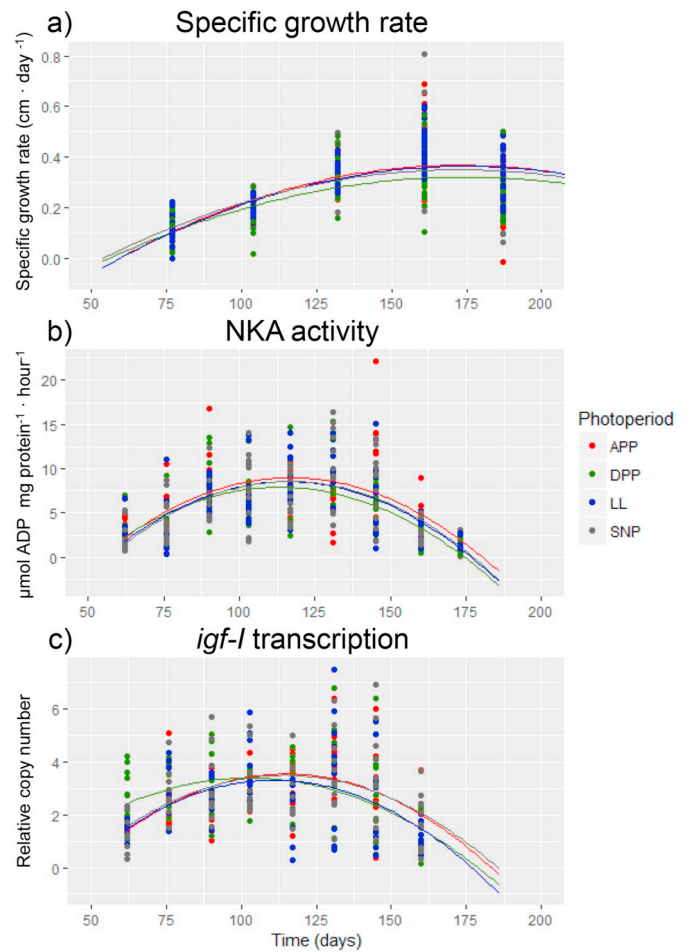 a) Specific growth rate
Specific growth rate (cm · day ⁻¹)
0.8
0.6
0.4
0.2
0.0
50 75 100 125 150 175 200
b) NKA activity
µmol ADP mg protein⁻¹ · hour⁻¹
20
15
10
5
0
50 75 100 125 150 175 200
Photoperiod
APP
DPP
LL
SNP
c) igf-I transcription
Relative copy number
6
4
2
0
50 75 100 125 150 175 200
Time (days)